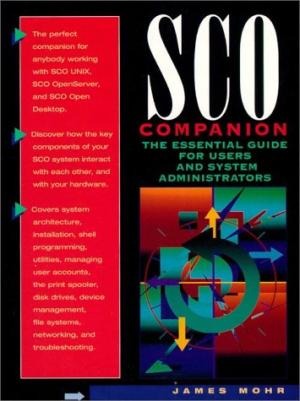 The perfect
companion for
anybody working
with SCO UNIX,
SCO OpenServer,
and SCO Open
Desktop.
Discover how the key
components of your
SCO system interact
with each other, and
with your hardware.
Covers system
architecture,
installation, shell
programming,
utilities, managing
user accounts,
the print spooler,
disk drives, device
management,
file systems,
networking, and
troubleshooting.
SCO
COMPANION
THE ESSENTIAL GUIDE
FOR USERS
AND SYSTEM
ADMINISTRATORS
JAMES MOHR